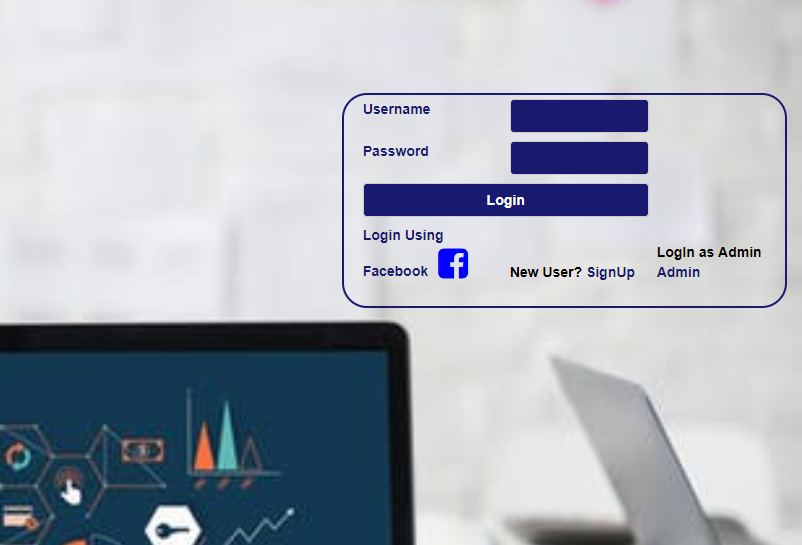 Username
Password
Login
Login Using
Facebook
New User? SignUp
LogIn as Admin
Admin